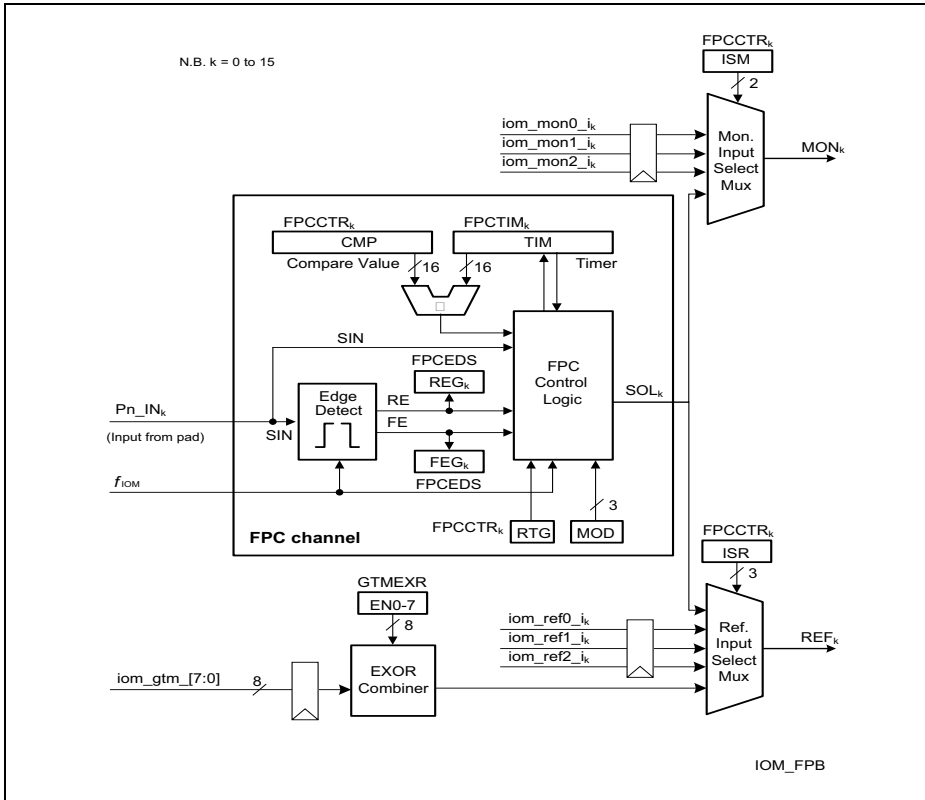 FPCCTRk
N.B. k = 0 to 15
ISM
2
iom_mon0_ik
iom_mon1_ik
iom_mon2_ik
Mon.
Input
Select
Mux
MONk
FPCCTRk
FPCTIMk
CMP
TIM
Compare Value
16
16
Timer
SIN
FPCEDS
REGk
FPC
Control
Logic
SOLk
Edge
Detect
RE
FE
Pn_INk
(Input from pad)
SIN
FEGk
fIOM
FPCEDS
3
FPCCTRk
RTG
MOD
FPC channel
FPCCTRk
ISR
3
GTMEXR
EN0-7
8
iom_ref0_ik
iom_ref1_ik
iom_ref2_ik
Ref.
Input
Select
Mux
REFk
iom_gtm_[7:0]
8
EXOR
Combiner
IOM_FPB